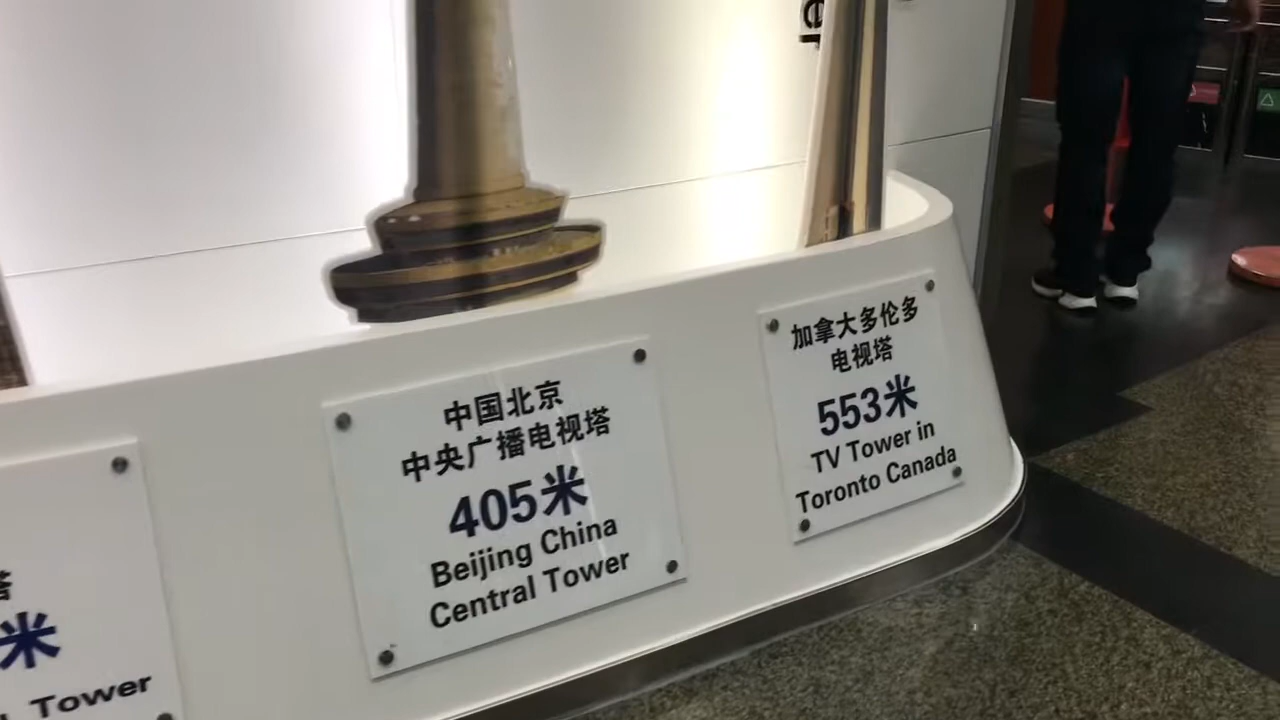 er
塔
米
Tower
中国北京
中央广播电视塔
405米
Beijing China
Central Tower
加拿大多伦多
电视塔
553米
TV Tower in
Toronto Canada